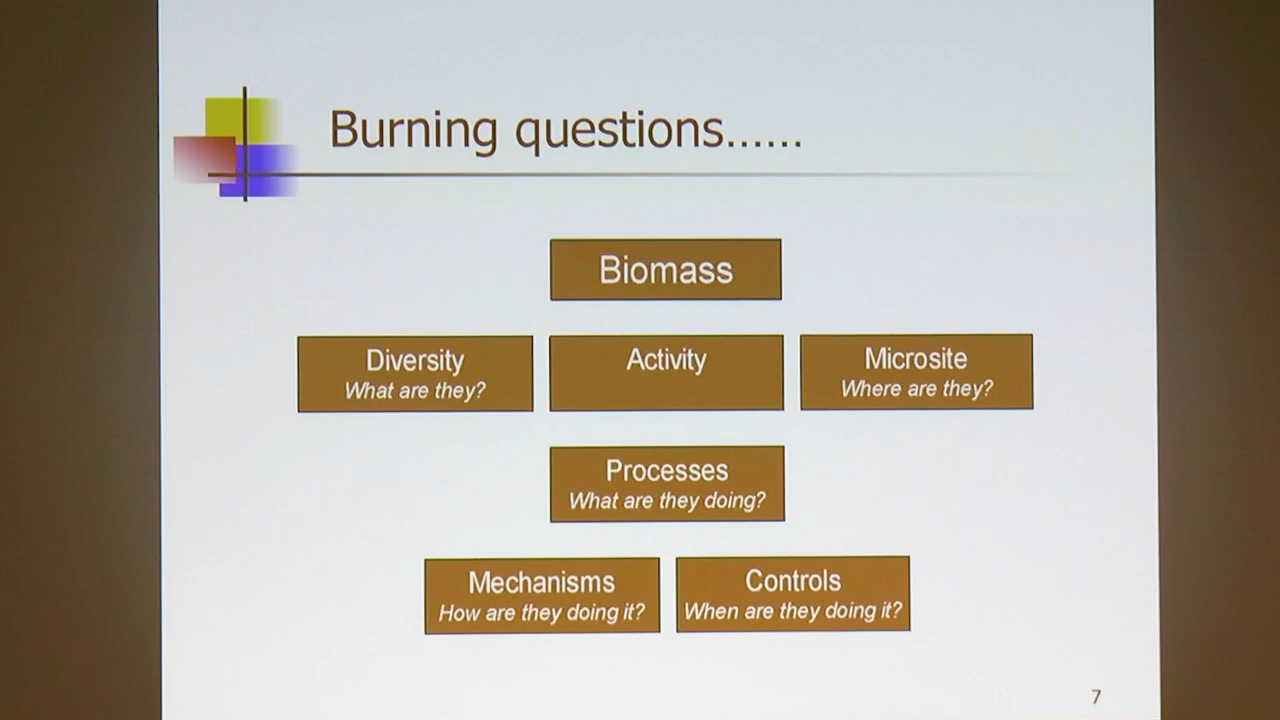 Burning questions......
Biomass
Diversity
What are they?
Activity
Microsite
Where are they?
Processes
What are they doing?
Mechanisms
How are they doing it?
Controls
When are they doing it?
7